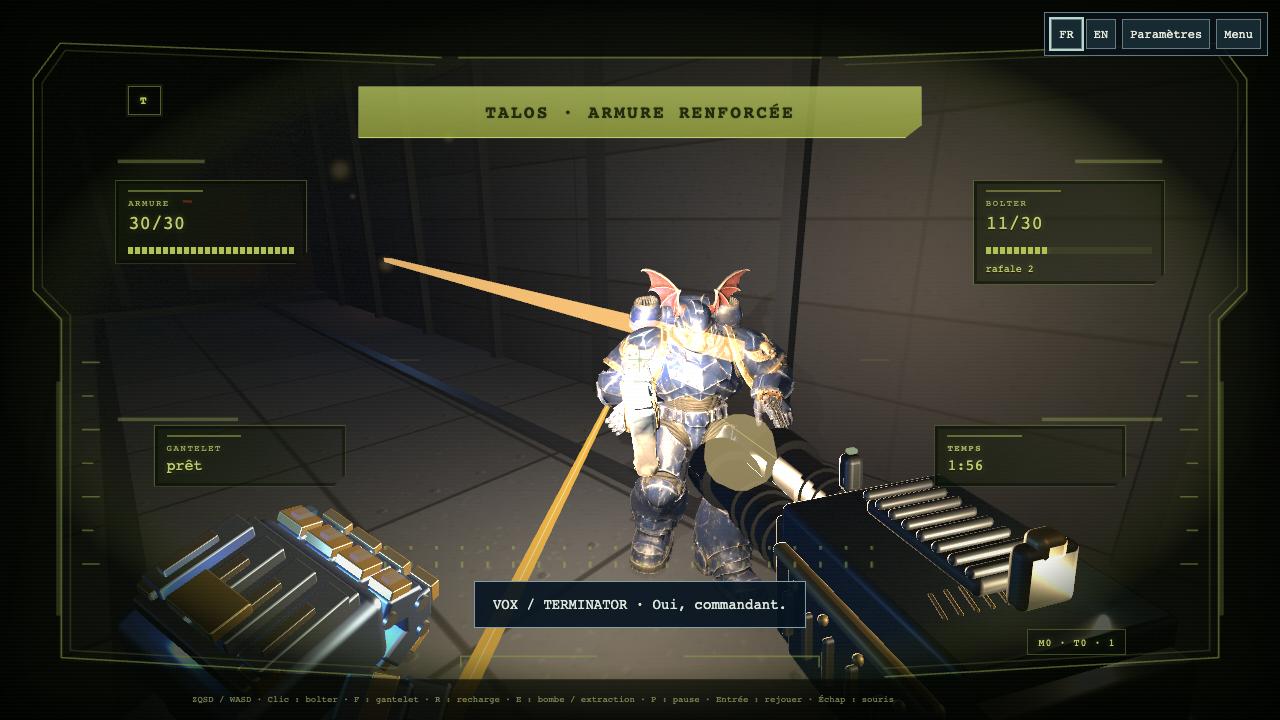 FR EN Paramètres Menu
T
TALOS · ARMURE RENFORCÉE
ARMURE
30/30
BOLTER
11/30
rafale 2
GANTELET
prêt
TEMPS
1:56
VOX / TERMINATOR · Oui, commandant.
M0 · T0 · 1
ZQSD / WASD · Clic : bolter · F : gantelet · R : recharge · E : bombe / extraction · P : pause · Entrée : rejouer · Échap : souris